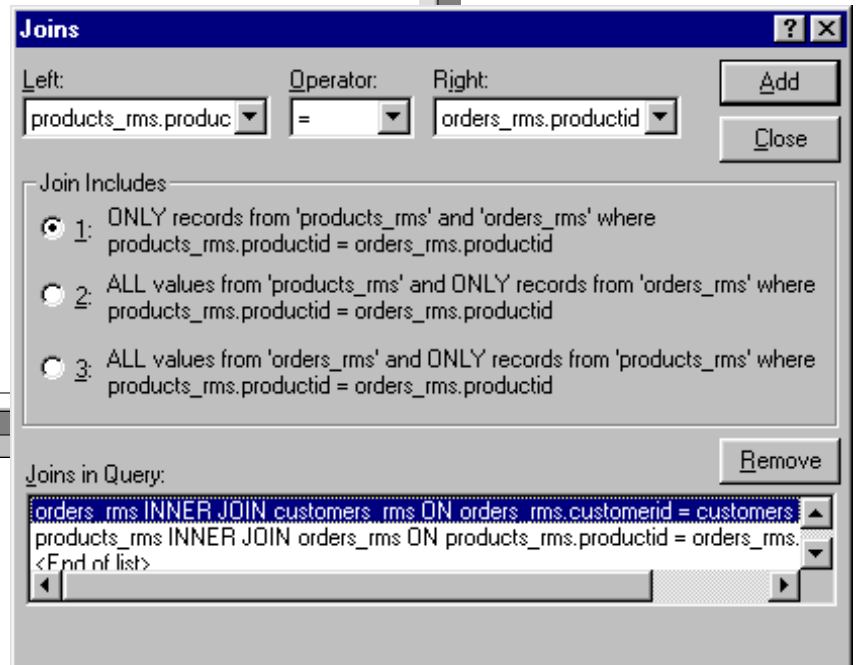 Joins
Left:
Operator:
Right:
products_rms.produc
=
orders_rms.productid
Add
Close
Join Includes
1: ONLY records from 'products_rms' and 'orders_rms' where
products_rms.productid = orders_rms.productid
2: ALL values from 'products_rms' and ONLY records from 'orders_rms' where
products_rms.productid = orders_rms.productid
3: ALL values from 'orders_rms' and ONLY records from 'products_rms' where
products_rms.productid = orders_rms.productid
Remove
Joins in Query:
orders_rms INNER JOIN customers_rms ON orders_rms.customerid = customers
products_rms INNER JOIN orders_rms ON products_rms.productid = orders_rms.
<End of list>